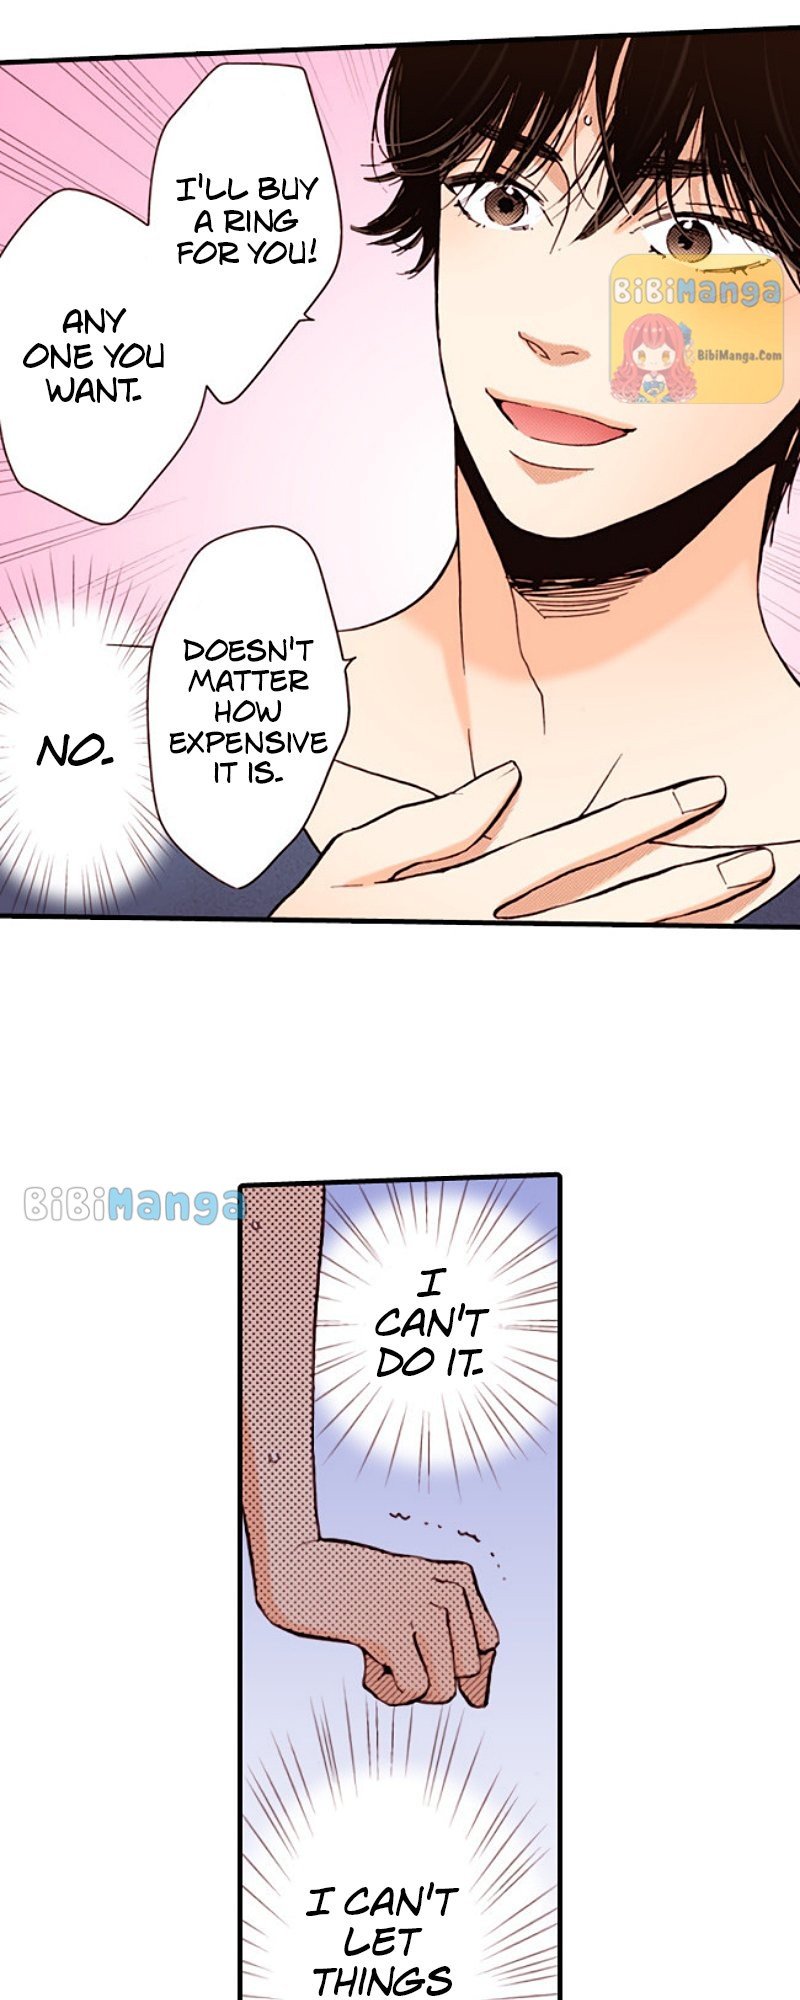 I'LL BUY
A RING
FOR YOU!
ANY
ONE YOU
WANT.
BiBiManga
BibiManga.Com
DOESN'T
MATTER
HOW
EXPENSIVE
IT IS.
NO.
BiBiManga
I
CAN'T
DO IT.
I CAN'T
LET
THINGS